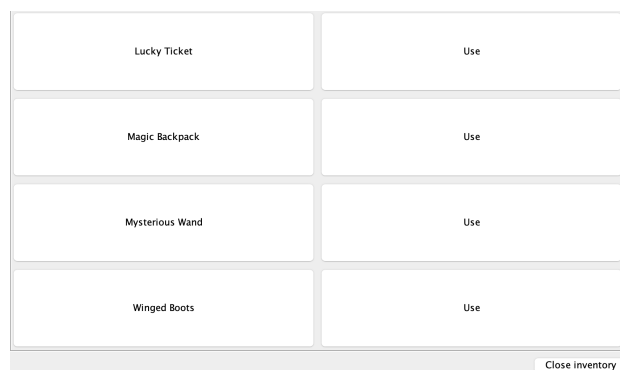 Lucky Ticket Use
Magic Backpack Use
Mysterious Wand Use
Winged Boots Use
Close inventory